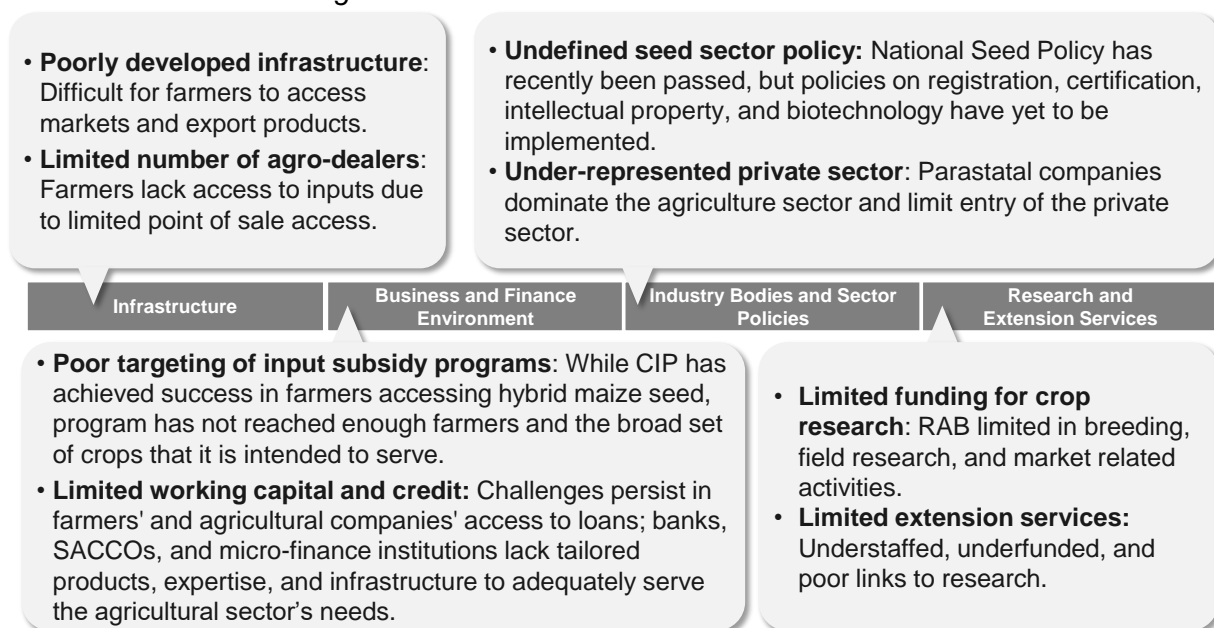 • Poorly developed infrastructure:
Difficult for farmers to access
markets and export products.
• Limited number of agro-dealers:
Farmers lack access to inputs due
to limited point of sale access.
• Undefined seed sector policy: National Seed Policy has
recently been passed, but policies on registration, certification,
intellectual property, and biotechnology have yet to be
implemented.
• Under-represented private sector: Parastatal companies
dominate the agriculture sector and limit entry of the private
sector.
Infrastructure
Business and Finance
Environment
Industry Bodies and Sector
Policies
Research and
Extension Services
• Poor targeting of input subsidy programs: While CIP has
achieved success in farmers accessing hybrid maize seed,
program has not reached enough farmers and the broad set
of crops that it is intended to serve.
• Limited working capital and credit: Challenges persist in
farmers' and agricultural companies' access to loans; banks,
SACCOs, and micro-finance institutions lack tailored
products, expertise, and infrastructure to adequately serve
the agricultural sector's needs.
• Limited funding for crop
research: RAB limited in breeding,
field research, and market related
activities.
• Limited extension services:
Understaffed, underfunded, and
poor links to research.